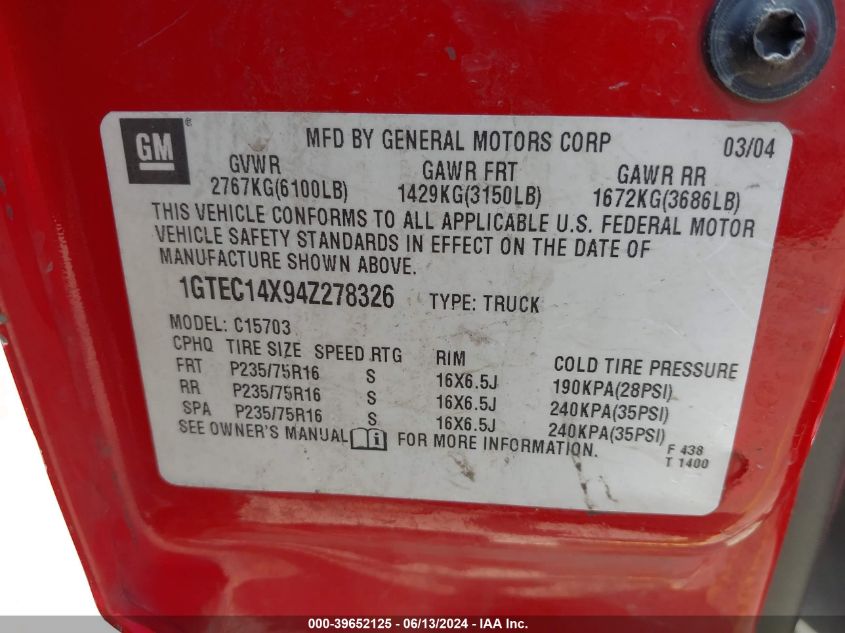 GM ®
MFD BY GENERAL MOTORS CORP 03/04
GVWR GAWR FRT GAWR RR
2767KG(6100LB) 1429KG(3150LB) 1672KG(3686LB)
THIS VEHICLE CONFORMS TO ALL APPLICABLE U.S. FEDERAL MOTOR
VEHICLE SAFETY STANDARDS IN EFFECT ON THE DATE OF
MANUFACTURE SHOWN ABOVE.
1GTEC14X94Z278326 TYPE: TRUCK
MODEL: C15703
CPHQ TIRE SIZE SPEED RTG RIM COLD TIRE PRESSURE
FRT P235/75R16 S 16X6.5J 190KPA(28PSI)
RR P235/75R16 S 16X6.5J 240KPA(35PSI)
SPA P235/75R16 S 16X6.5J 240KPA(35PSI)
SEE OWNER'S MANUAL FOR MORE INFORMATION.
F 438
T 1400
000-39652125 - 06/13/2024 - IAA Inc.